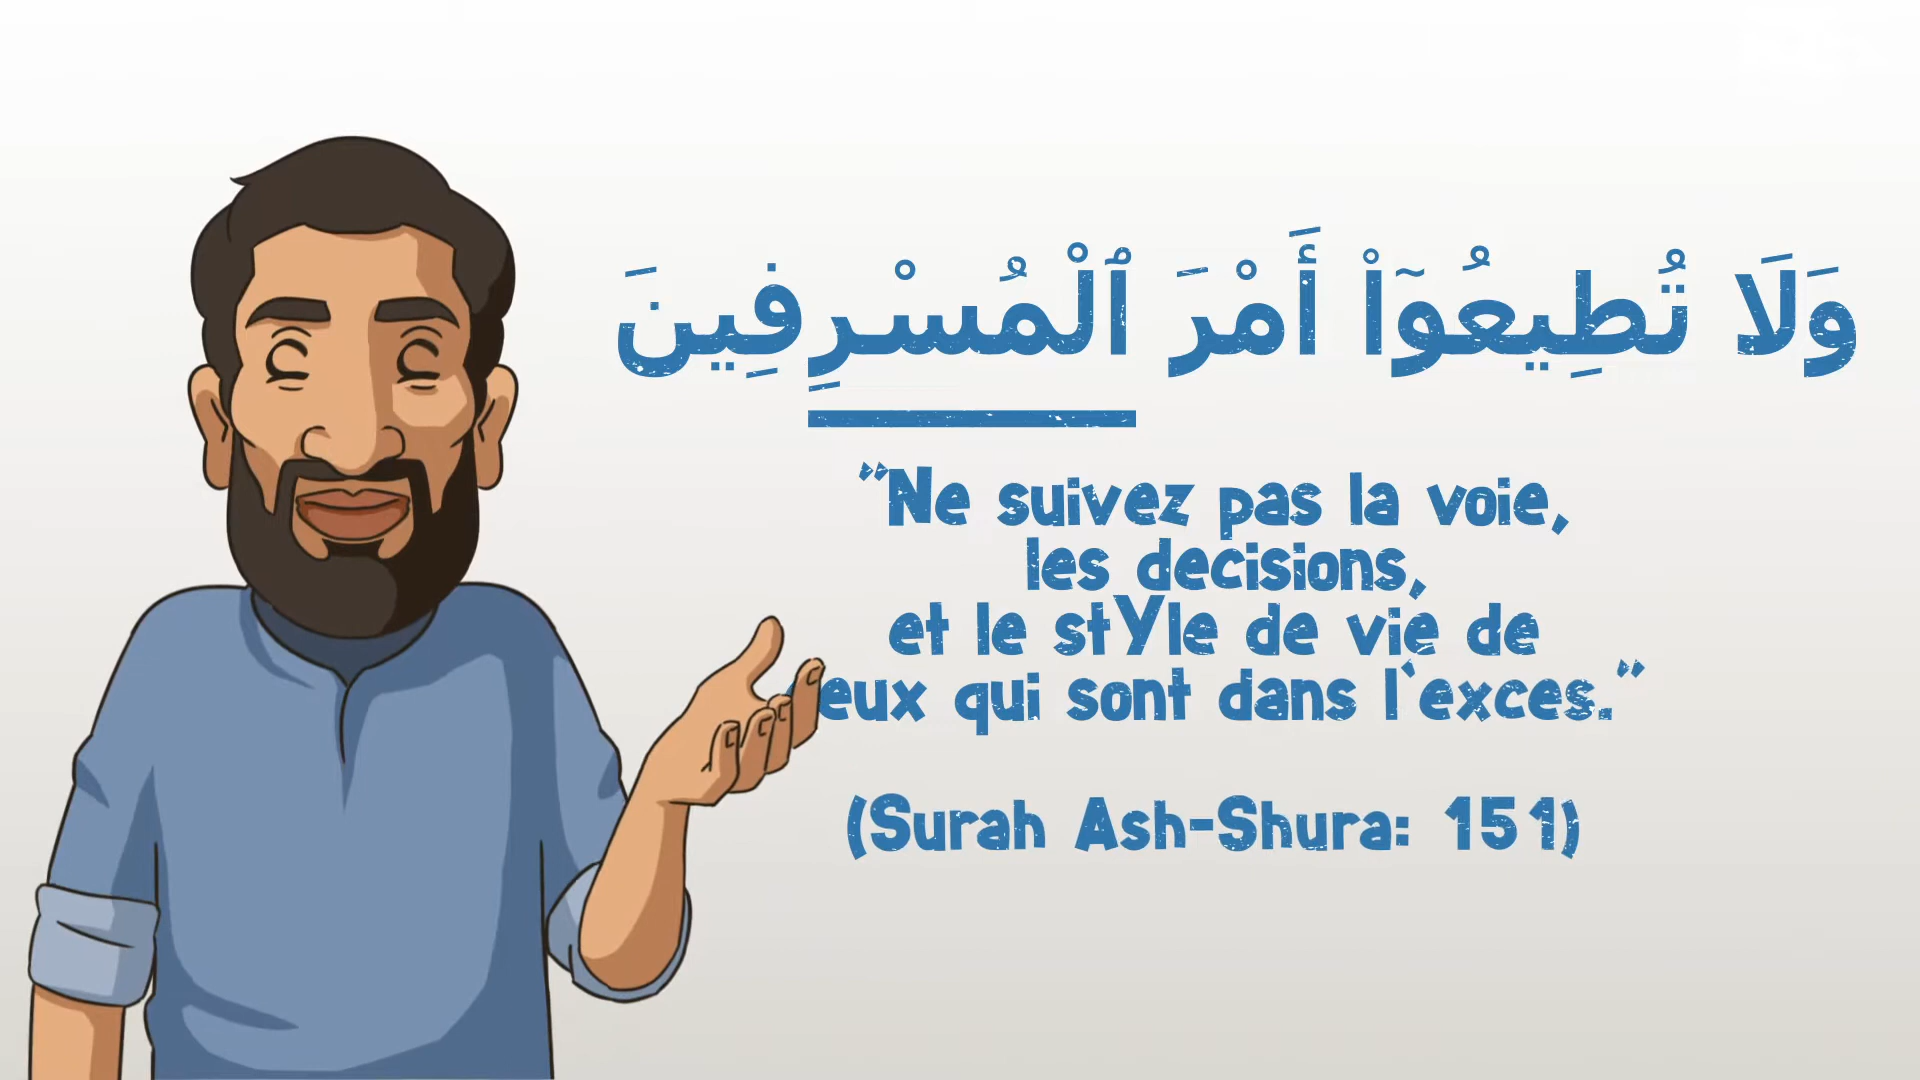 وَلَا تُطِيعُوٓا۟ أَمْرَ ٱلْمُسْرِفِينَ
"Ne suivez pas la voie,
les decisions,
et le stYle de vie de
eux qui sont dans l'exces."
(Surah Ash-Shura: 151)